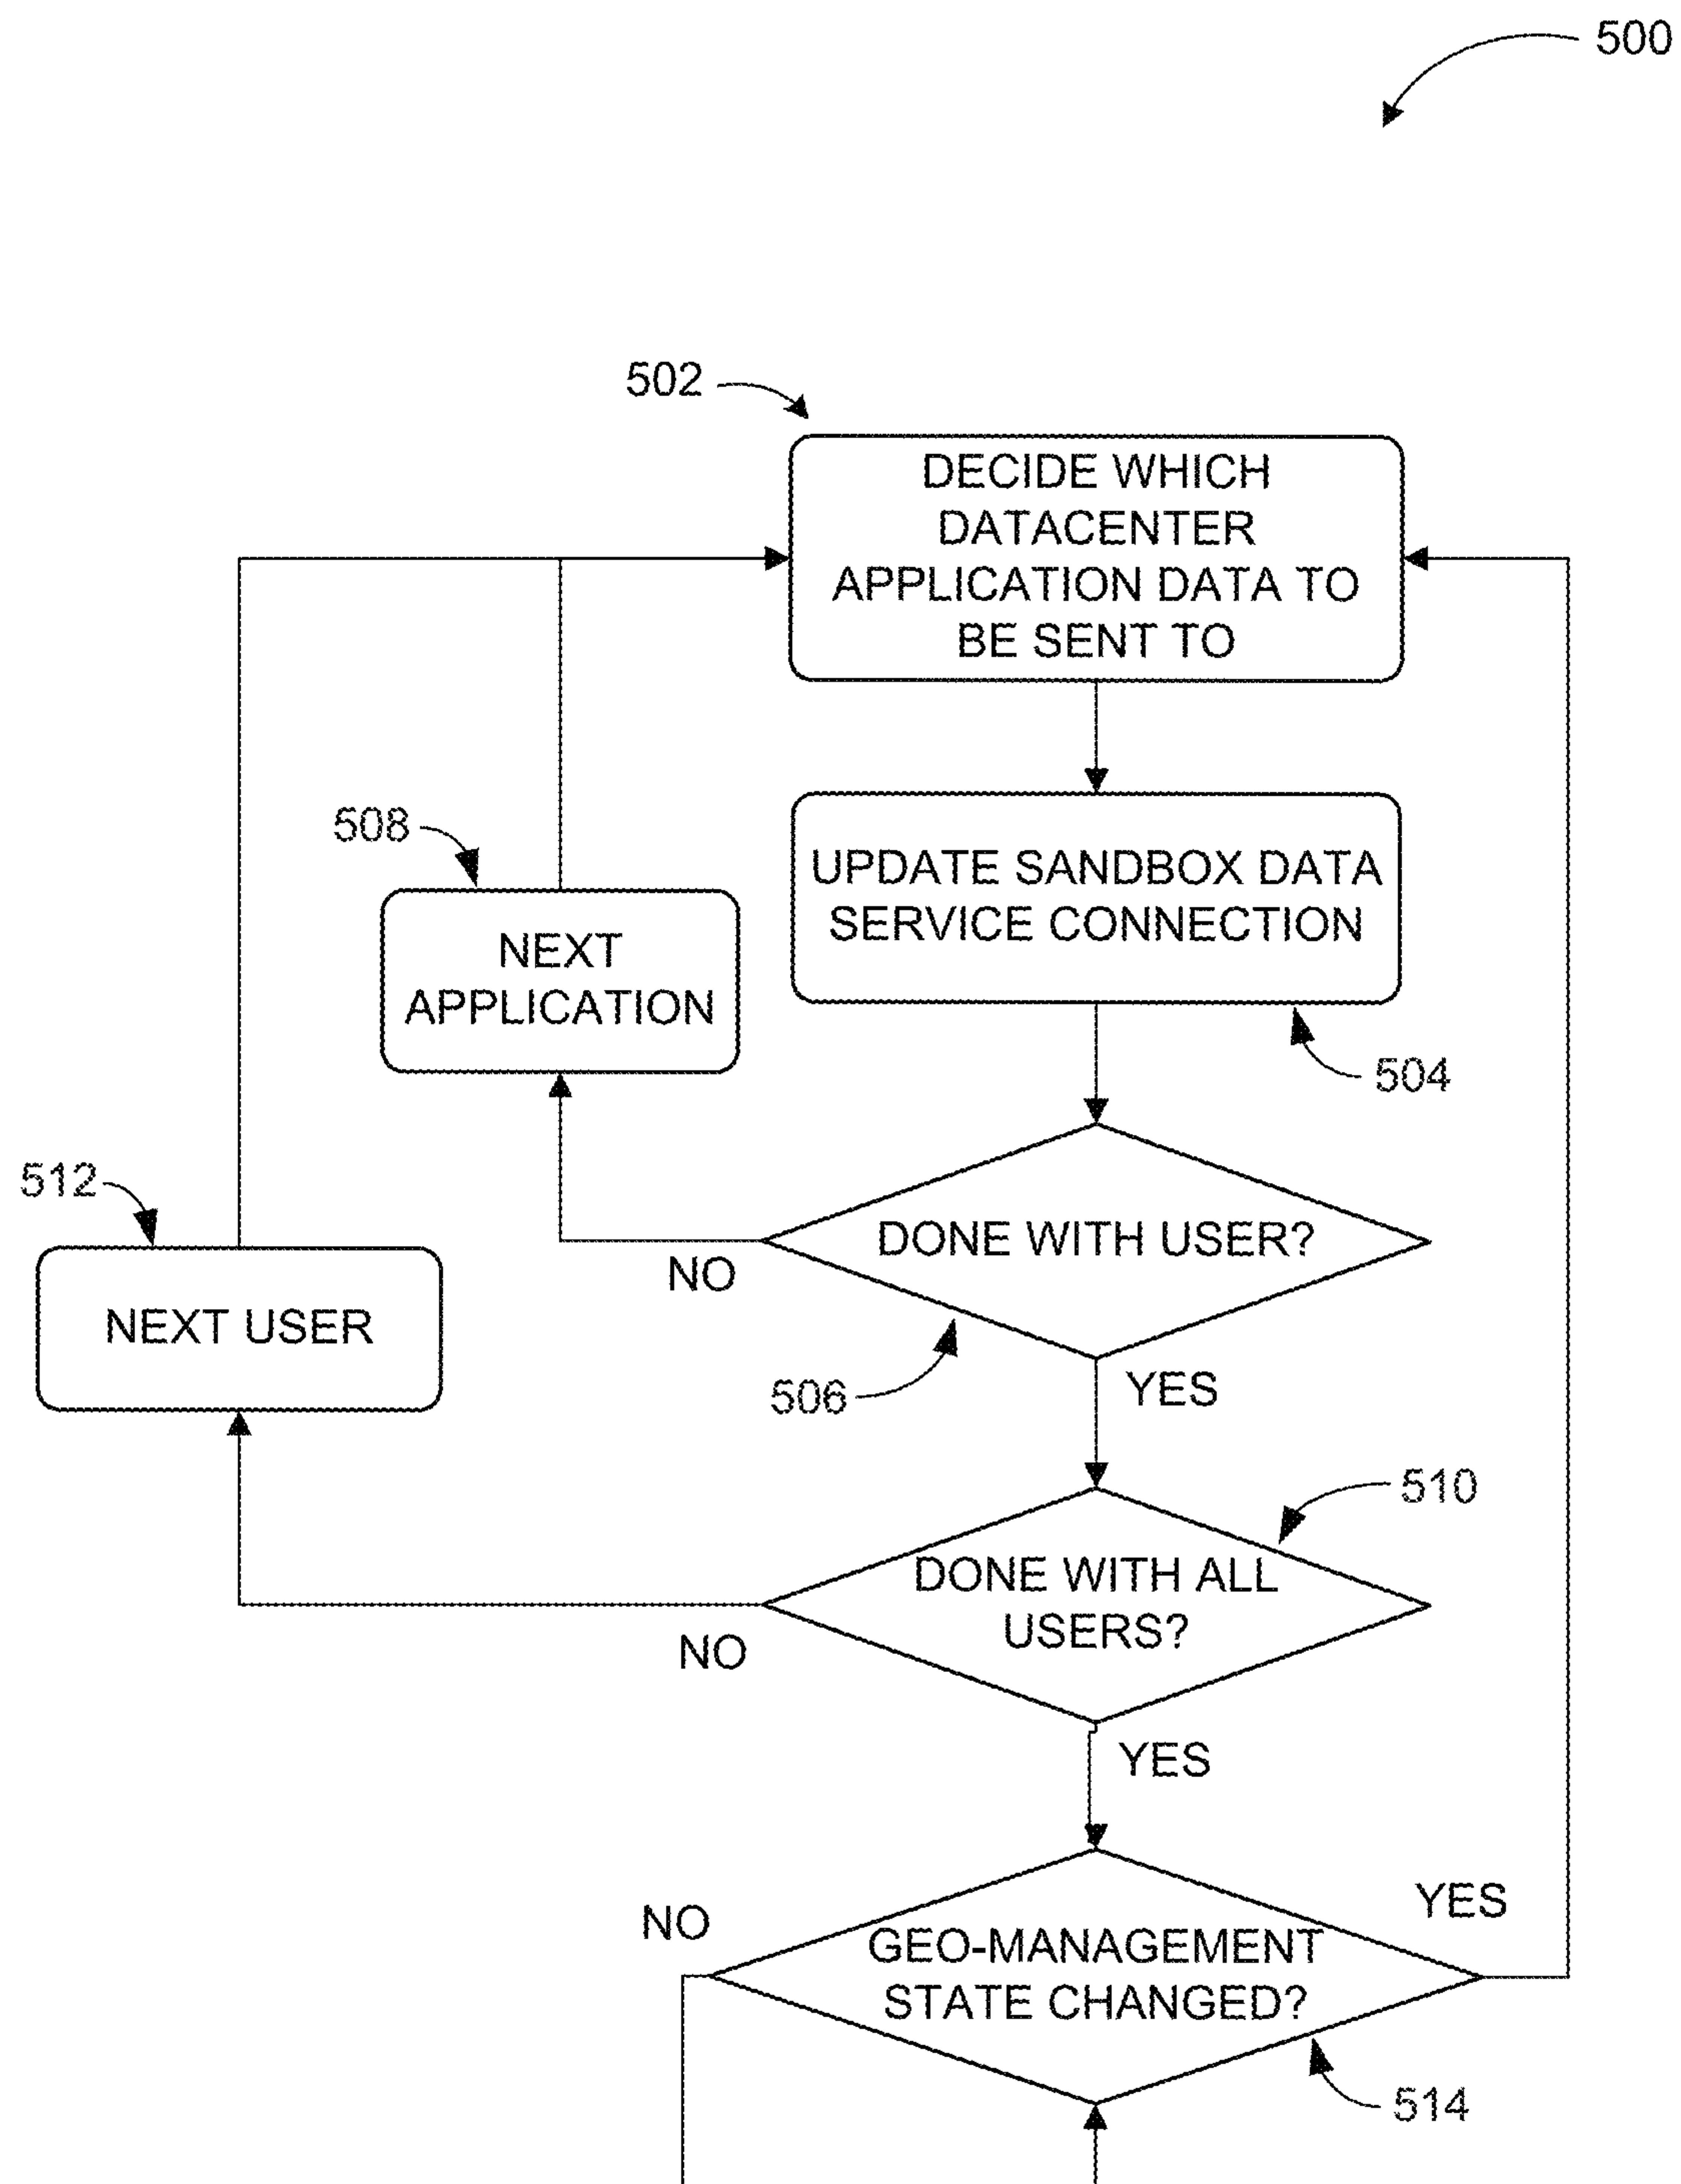 500
502
DECIDE WHICH
DATACENTER
APPLICATION DATA TO
BE SENT TO
508
UPDATE SANDBOX DATA
SERVICE CONNECTION
NEXT
APPLICATION
504
512
DONE WITH USER?
NO
NEXT USER
506
YES
510
DONE WITH ALL
USERS?
NO
YES
NO
YES
GEO-MANAGEMENT
STATE CHANGED?
514